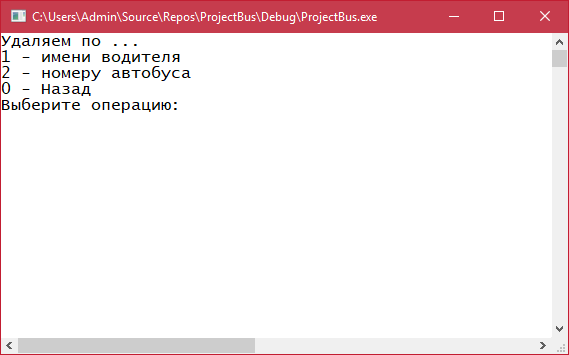 C:\Users\Admin\Source\Repos\ProjectBus\Debug\ProjectBus.exe
Удаляем по ...
1 - имени водителя
2 - номеру автобуса
0 - Назад
Выберите операцию: